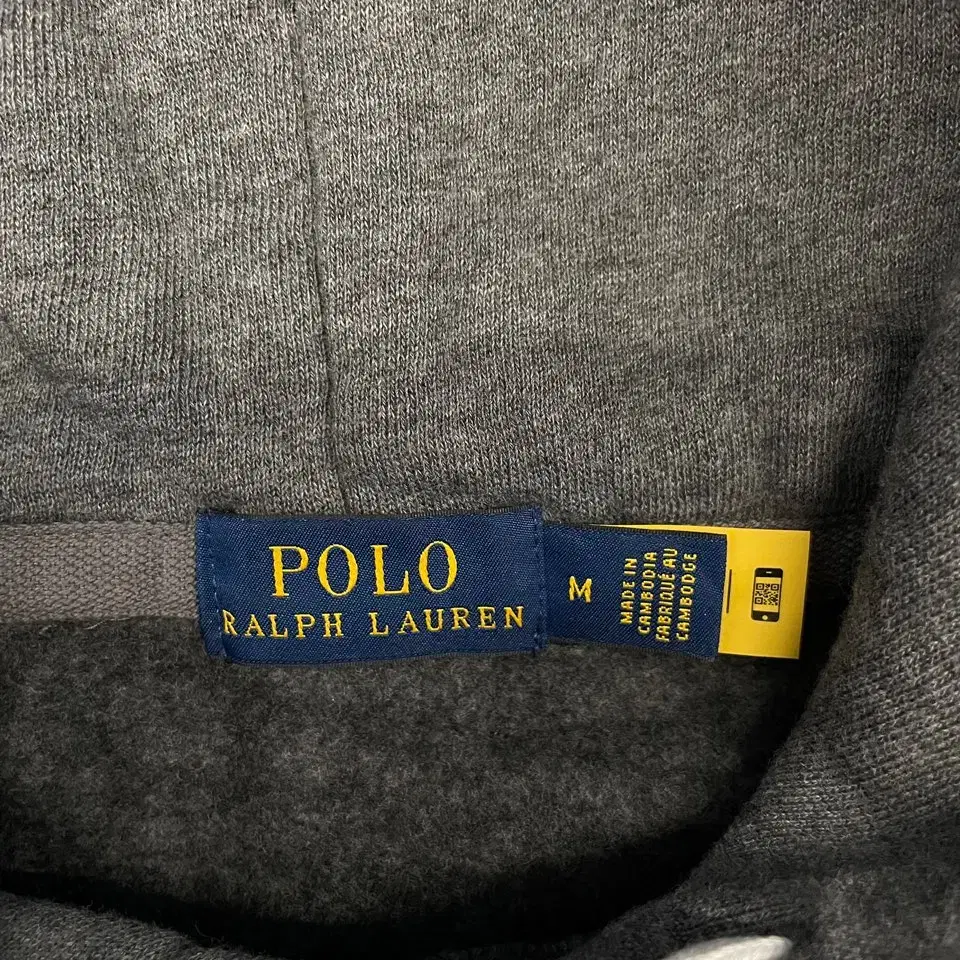 POLO
RALPH LAUREN
M
MADE IN
CAMBODIA
FABRIQUÉ AU
CAMBODGE